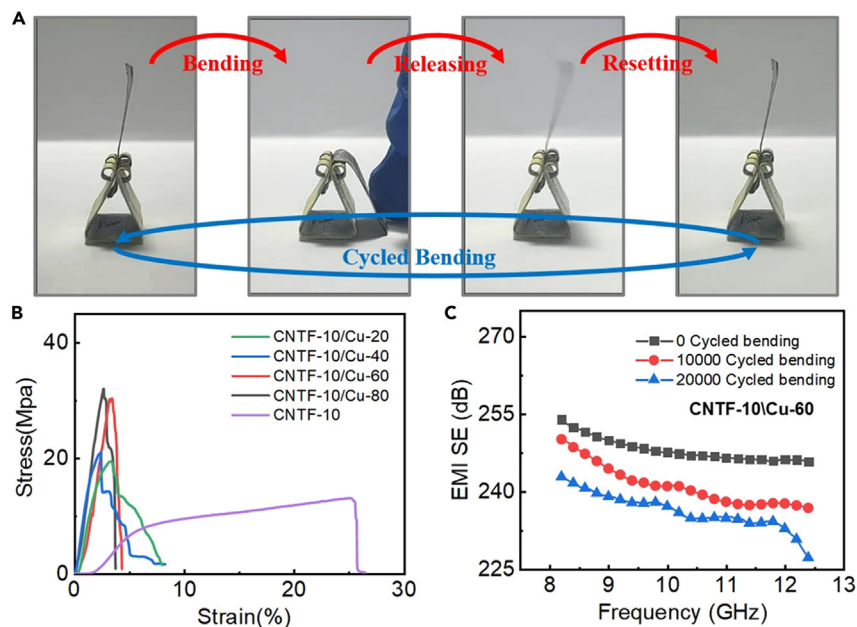 A
Bending
Releasing
Resetting
Cycled Bending
B
40
20
0
Stress(Mpa)
CNTF-10/Cu-20
CNTF-10/Cu-40
CNTF-10/Cu-60
CNTF-10/Cu-80
CNTF-10
0
10
20
30
Strain(%)
C
270
255
240
225
EMI SE (dB)
0 Cycled bending
10000 Cycled bending
20000 Cycled bending
CNTF-10\Cu-60
8
9
10
11
12
13
Frequency (GHz)